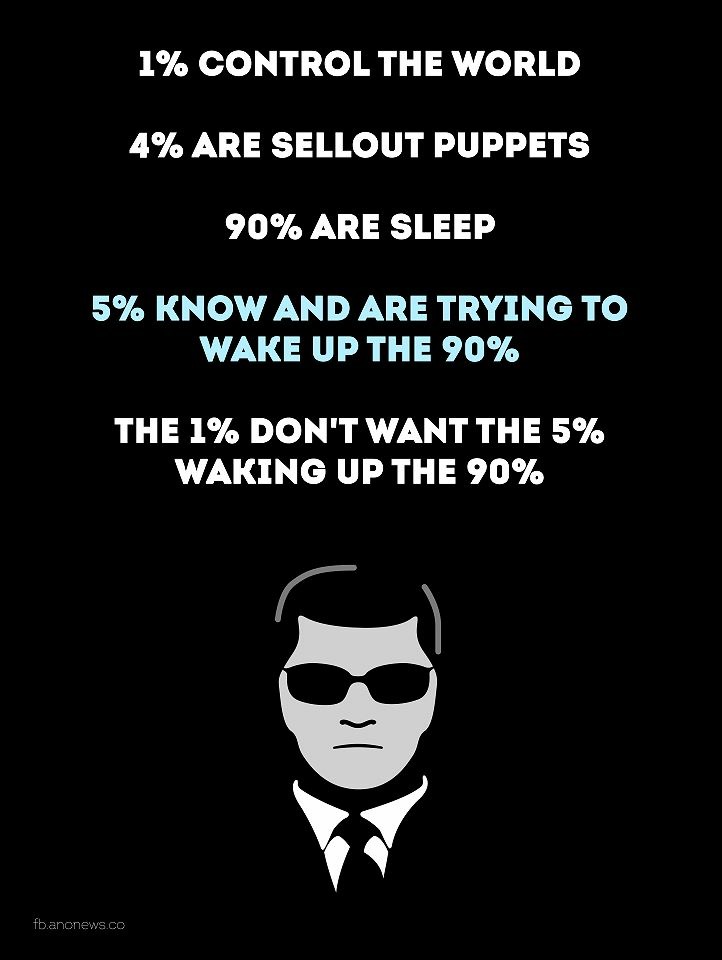 1% CONTROL THE WORLD
4% ARE SELLOUT PUPPETS
90% ARE SLEEP
5% KNOW AND ARE TRYING TO
WAKE UP THE 90%
THE 1% DON'T WANT THE 5%
WAKING UP THE 90%
fb.anonews.co